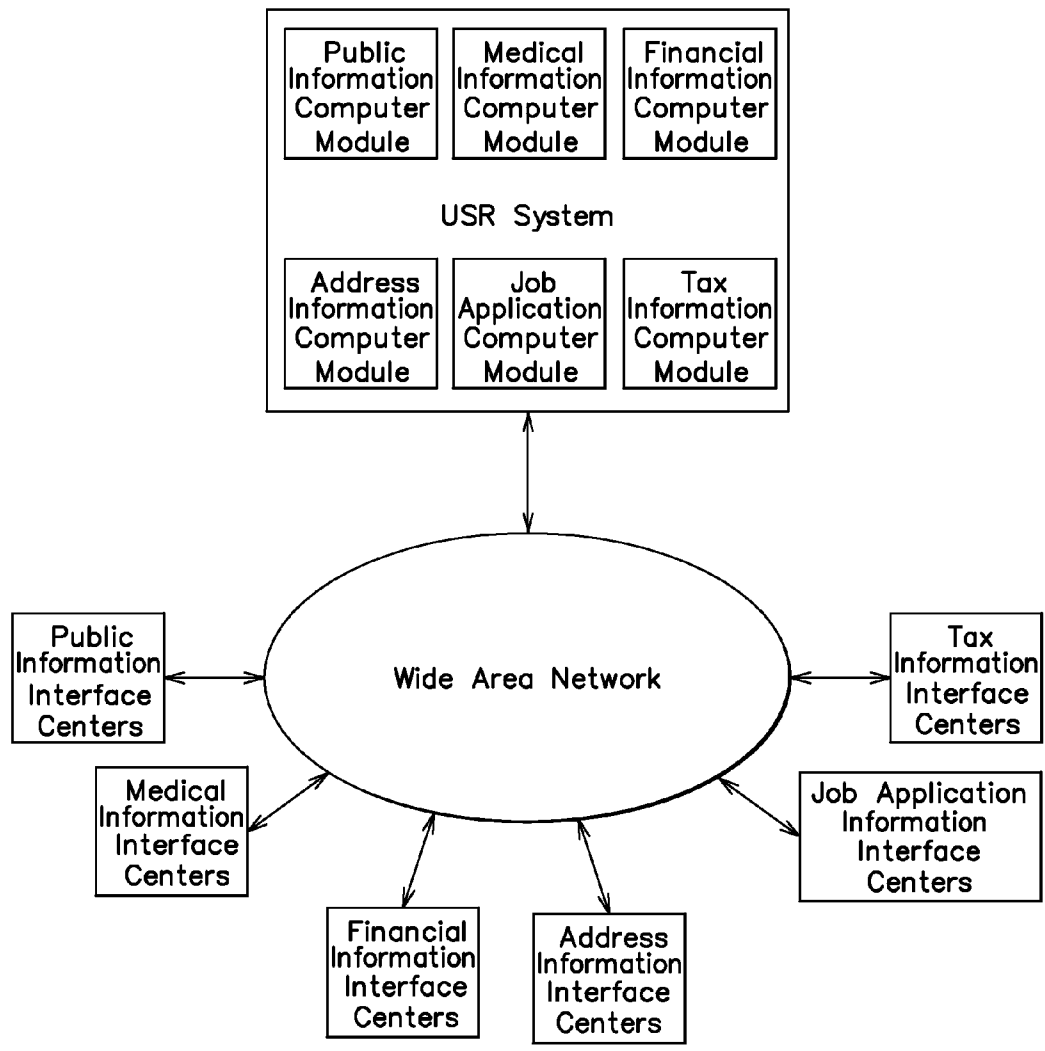 Public
Information
Computer
Module
Medical
Information
Computer
Module
Financial
Information
Computer
Module
USR System
Address
Information
Computer
Module
Job
Application
Computer
Module
Tax
Information
Computer
Module
Wide Area Network
Public
Information
Interface
Centers
Tax
Information
Interface
Centers
Medical
Information
Interface
Centers
Job Application
Information
Interface
Centers
Financial
Information
Interface
Centers
Address
Information
Interface
Centers